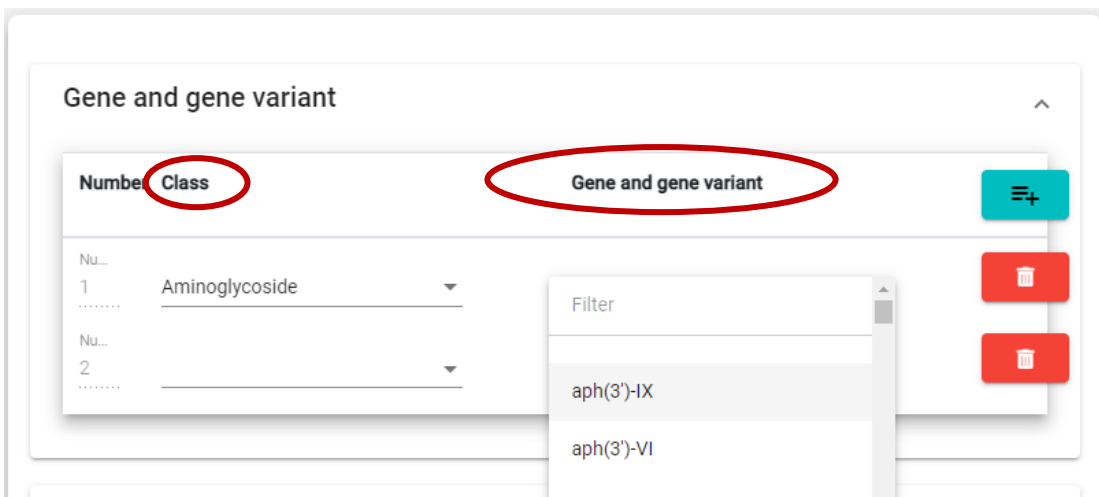 Gene and gene variant
Number Class Gene and gene variant
Nu...
1 Aminoglycoside
Filter
Nu...
2
aph(3')-IX
aph(3')-VI